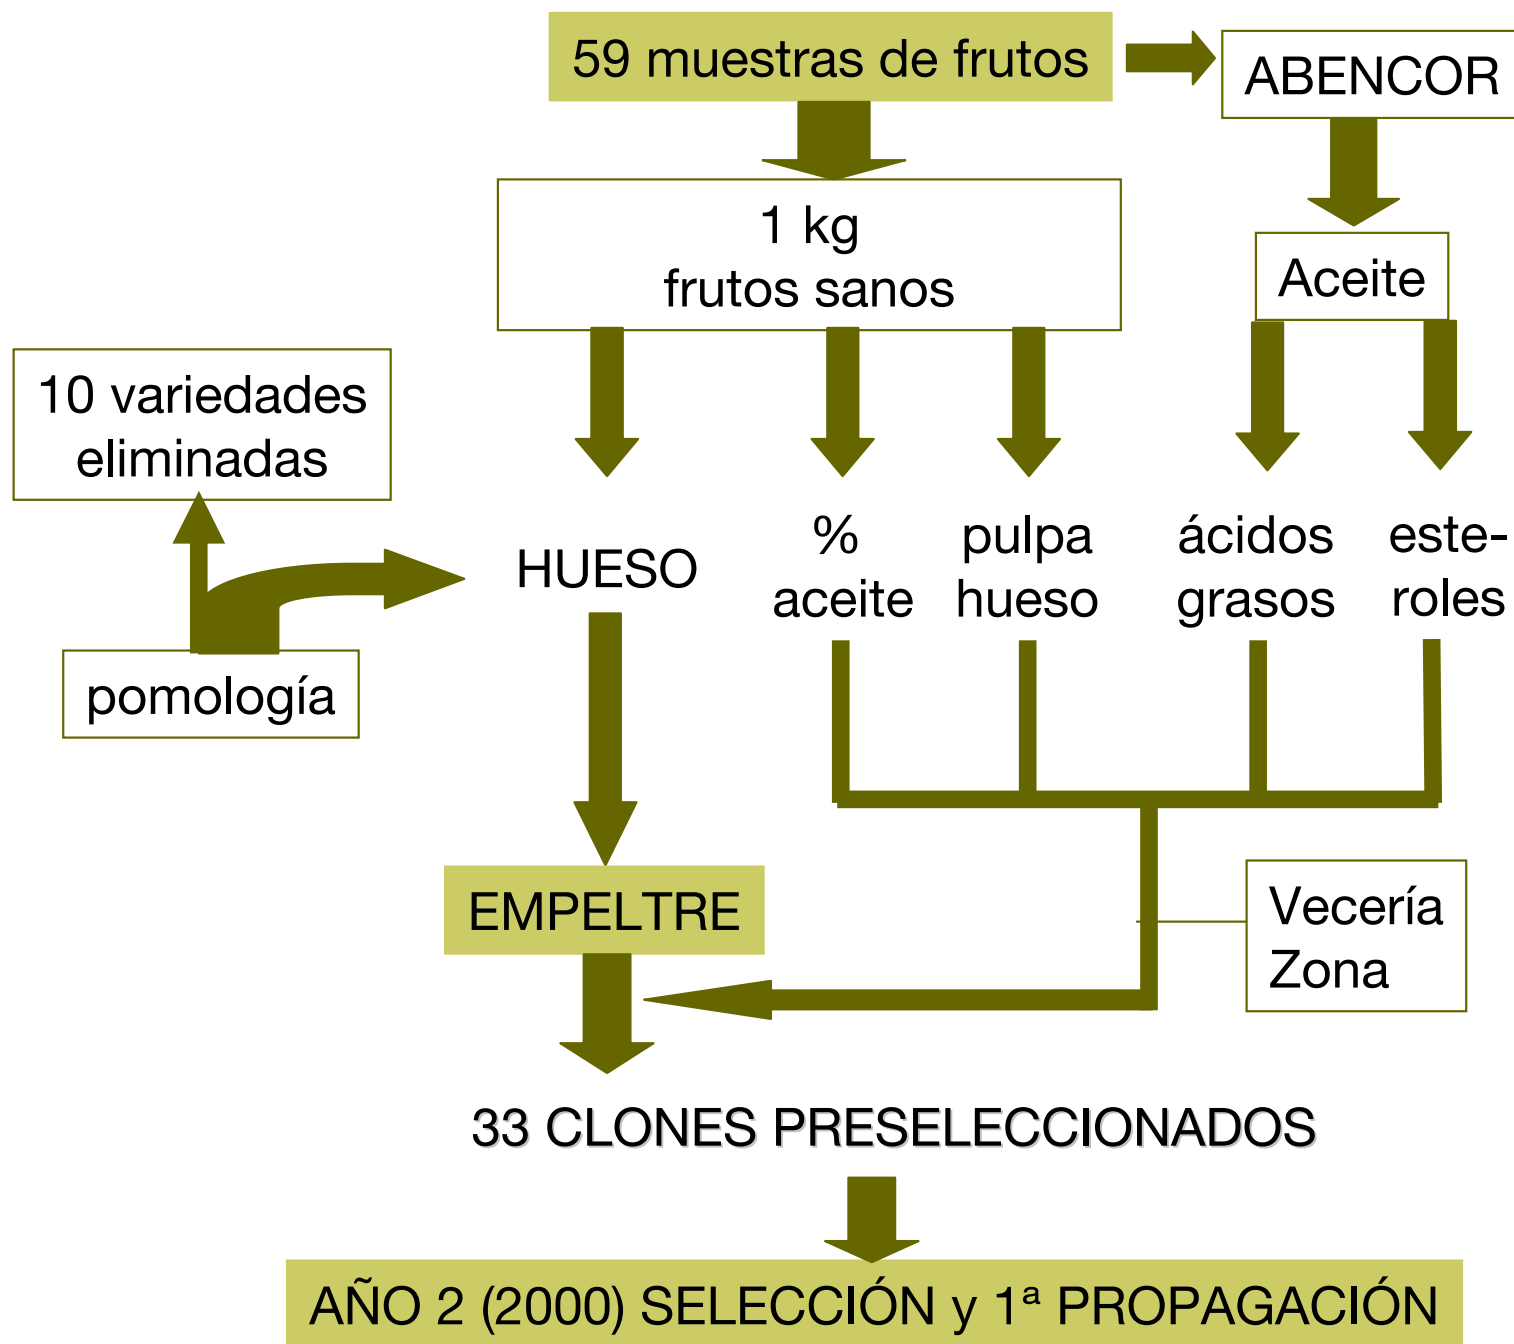 59 muestras de frutos
ABENCOR
1 kg
frutos sanos
Aceite
10 variedades
eliminadas
HUESO
%
aceite
pulpa
hueso
ácidos
grasos
este-
roles
pomología
EMPELTRE
Vecería
Zona
33 CLONES PRESELECCIONADOS
AÑO 2 (2000) SELECCIÓN y 1ª PROPAGACIÓN